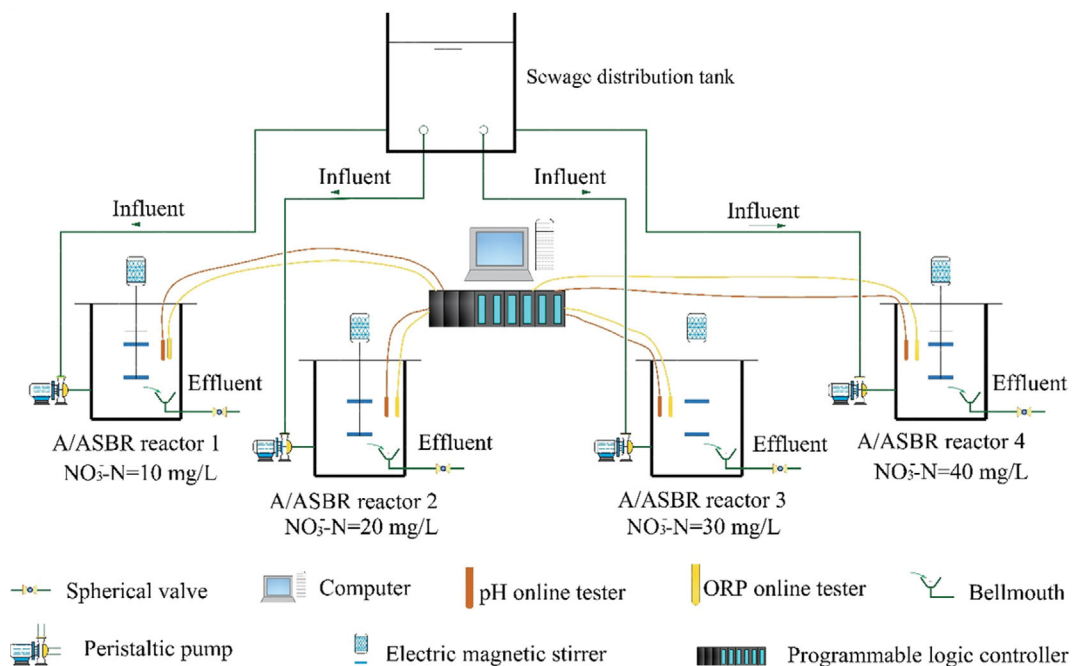 Sewage distribution tank
Influent
Influent
Influent
Influent
Effluent
A/ASBR reactor 1
NO₃⁻-N=10 mg/L
Effluent
A/ASBR reactor 2
NO₃⁻-N=20 mg/L
Effluent
A/ASBR reactor 3
NO₃⁻-N=30 mg/L
Effluent
A/ASBR reactor 4
NO₃⁻-N=40 mg/L
Spherical valve
Computer
pH online tester
ORP online tester
Bellmouth
Peristaltic pump
Electric magnetic stirrer
Programmable logic controller